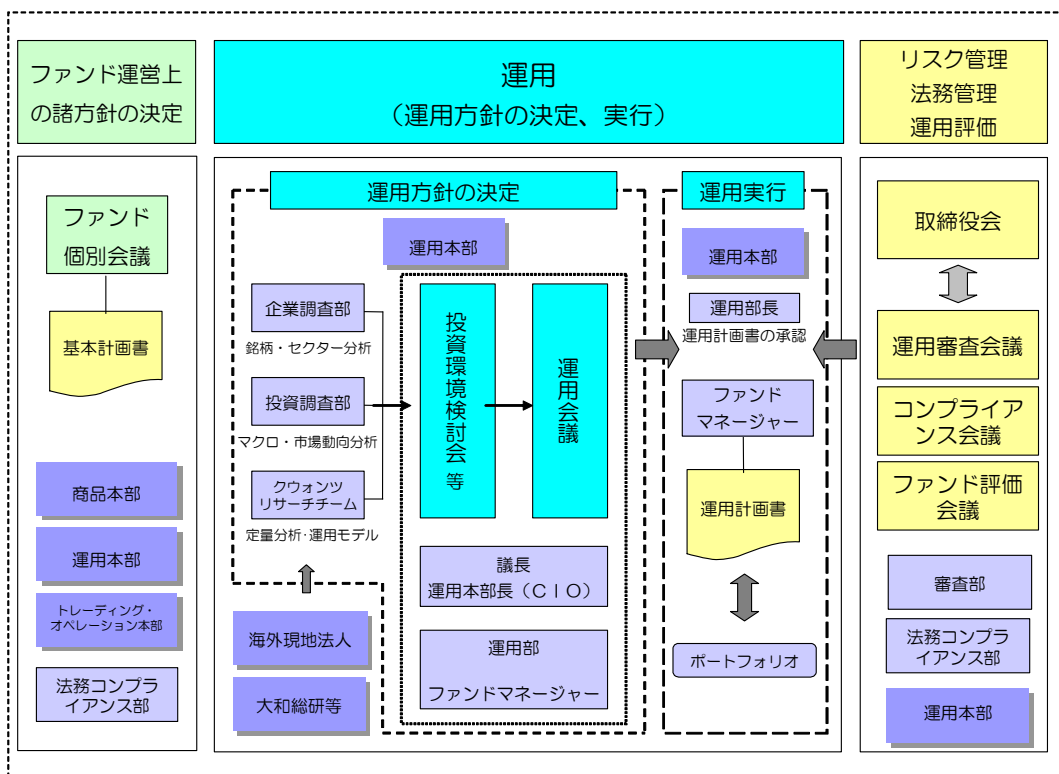 ファンド運営上
の諸方針の決定
ファンド
個別会議
基本計画書
商品本部
運用本部
トレーディング・
オペレーション本部
法務コンプラ
イアンス部
運用
（運用方針の決定、実行）
運用方針の決定
運用本部
企業調査部
銘柄・セクター分析
投資調査部
マクロ・市場動向分析
クウォンツ
リサーチチーム
定量分析・運用モデル
海外現地法人
大和総研等
投資環境検討会 等
運用会議
議長
運用本部長（ＣＩＯ）
運用部
ファンドマネージャー
運用実行
運用本部
運用部長
運用計画書の承認
ファンド
マネージャー
運用計画書
ポートフォリオ
リスク管理
法務管理
運用評価
取締役会
運用審査会議
コンプライア
ンス会議
ファンド評価
会議
審査部
法務コンプラ
イアンス部
運用本部